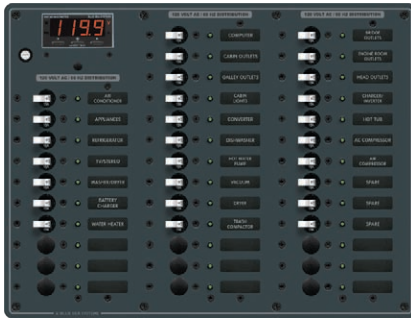 119.9
120 VOLT AC - 60 HZ DISTRIBUTION
AIR
CONDITIONER
APPLIANCES
REFRIGERATOR
WASHER/DRYER
BATTERY
CHARGER
WATER HEATER
120 VOLT AC - 60 HZ DISTRIBUTION
COMPUTER
CABIN OUTLETS
GALLEY OUTLETS
CABIN
LIGHTS
CONVERTER
DISHWASHER
HOT WATER
PUMP
VACUUM
DRYER
TRASH
COMPACTOR
120 VOLT AC - 60 HZ DISTRIBUTION
BRIDGE
OUTLETS
ENGINE ROOM
OUTLETS
HEAD OUTLETS
CHARGER/
INVERTER
HOT TUB
AC COMPRESSOR
AIR
COMPRESSOR
SPARE
SPARE
SPARE